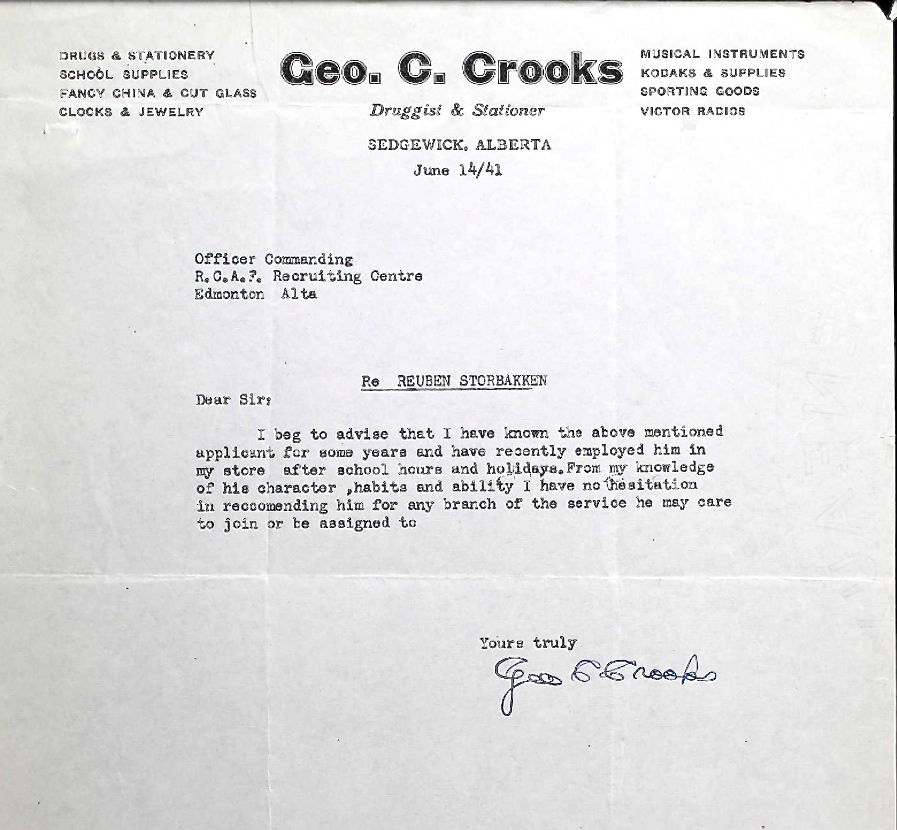 DRUGS & STATIONERY
SCHOOL SUPPLIES
FANCY CHINA & CUT GLASS
CLOCKS & JEWELRY
Geo. C. Crooks
Druggist & Stationer
SEDGEWICK, ALBERTA
June 14/41
MUSICAL INSTRUMENTS
KODAKS & SUPPLIES
SPORTING GOODS
VICTOR RADIOS
Officer Commanding
R.C.A.F. Recruiting Centre
Edmonton Alta
Re REUBEN STORBAKKEN
Dear Sir:
I beg to advise that I have known the above mentioned
applicant for some years and have recently employed him in
my store after school hours and holidays.From my knowledge
of his character ,habits and ability I have no hesitation
in reccomending him for any branch of the service he may care
to join or be assigned to
Yours truly
Geo C Crooks